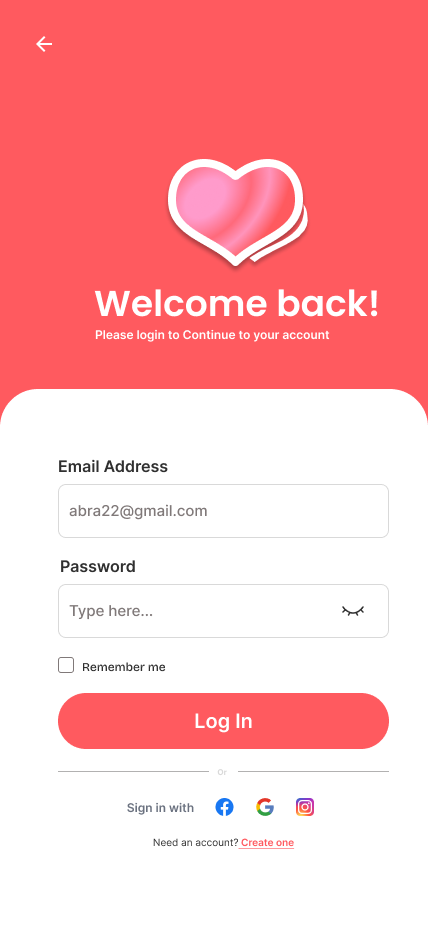 Welcome back!
Please login to Continue to your account
Email Address
abra22@gmail.com
Password
Type here...
Remember me
Log In
Or
Sign in with
Need an account? Create one